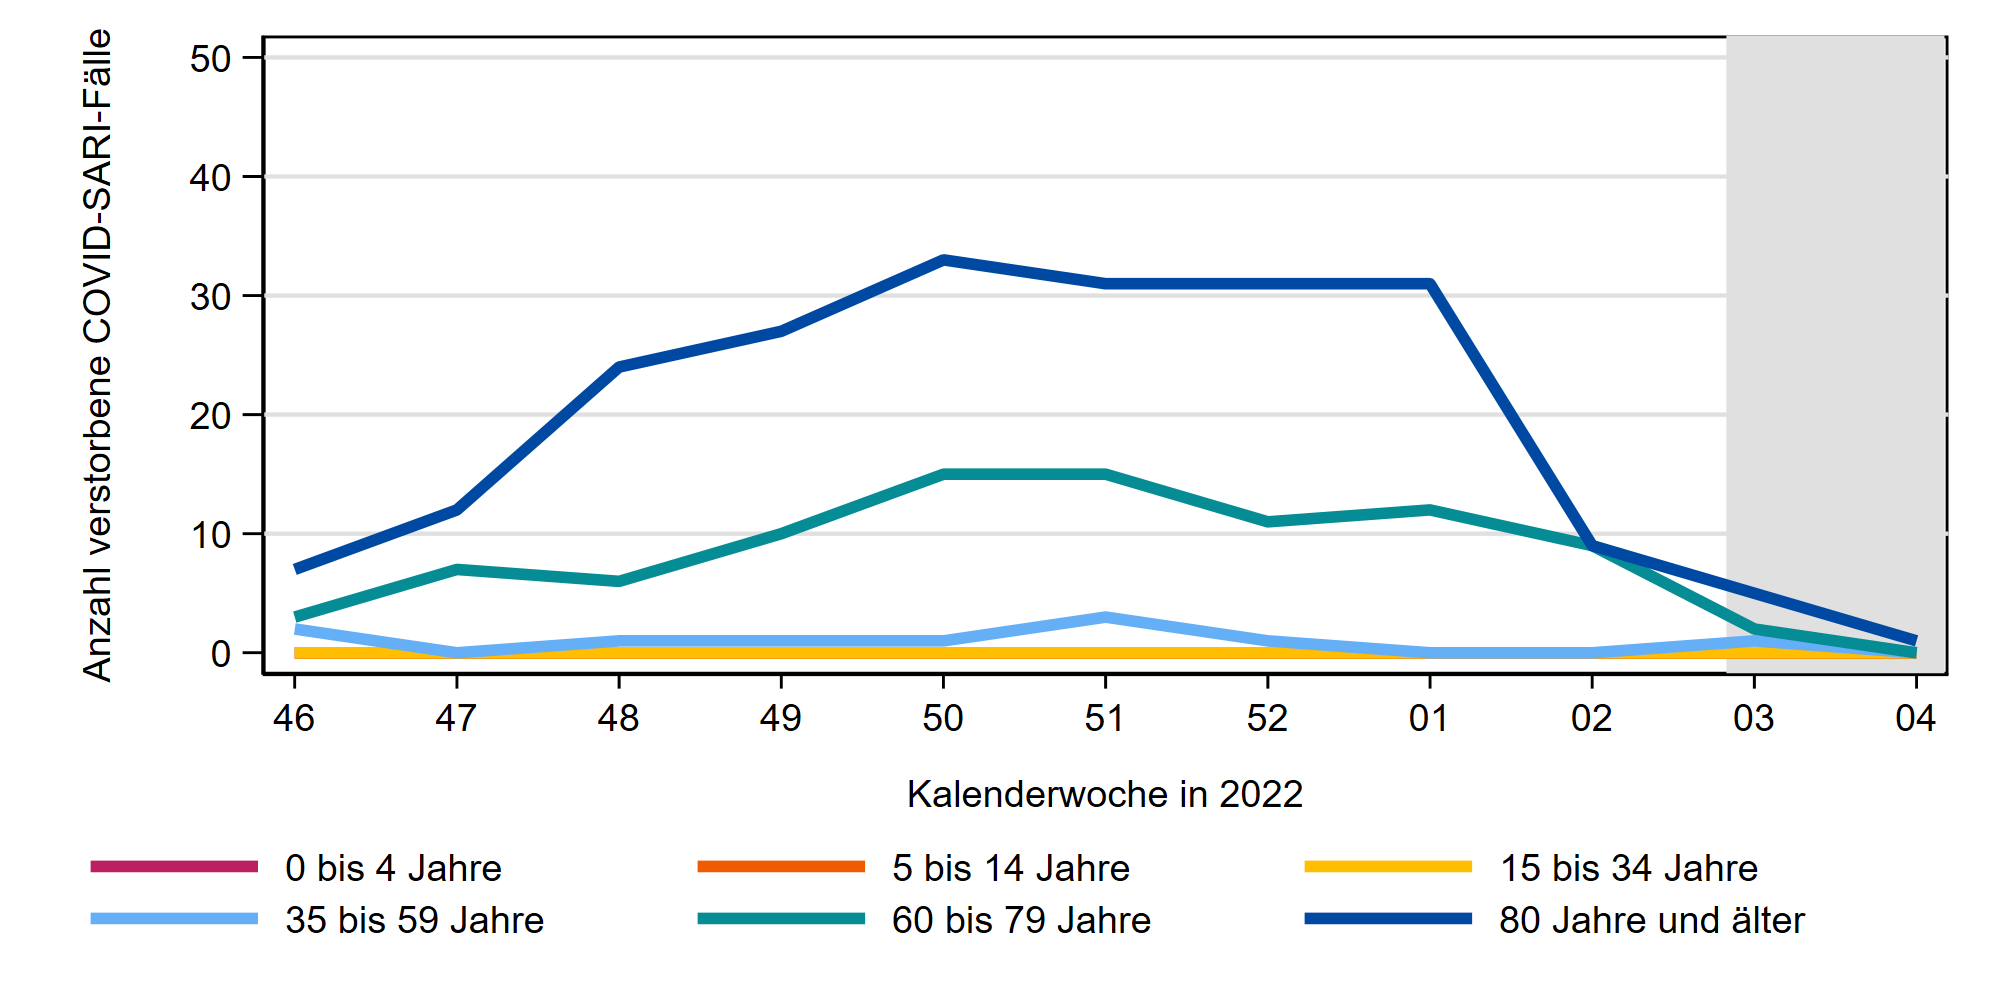 Anzahl verstorbene COVID-SARI-Fälle
50
40
30
20
10
0
46 47 48 49 50 51 52 01 02 03 04
Kalenderwoche in 2022
0 bis 4 Jahre 5 bis 14 Jahre 15 bis 34 Jahre
35 bis 59 Jahre 60 bis 79 Jahre 80 Jahre und älter